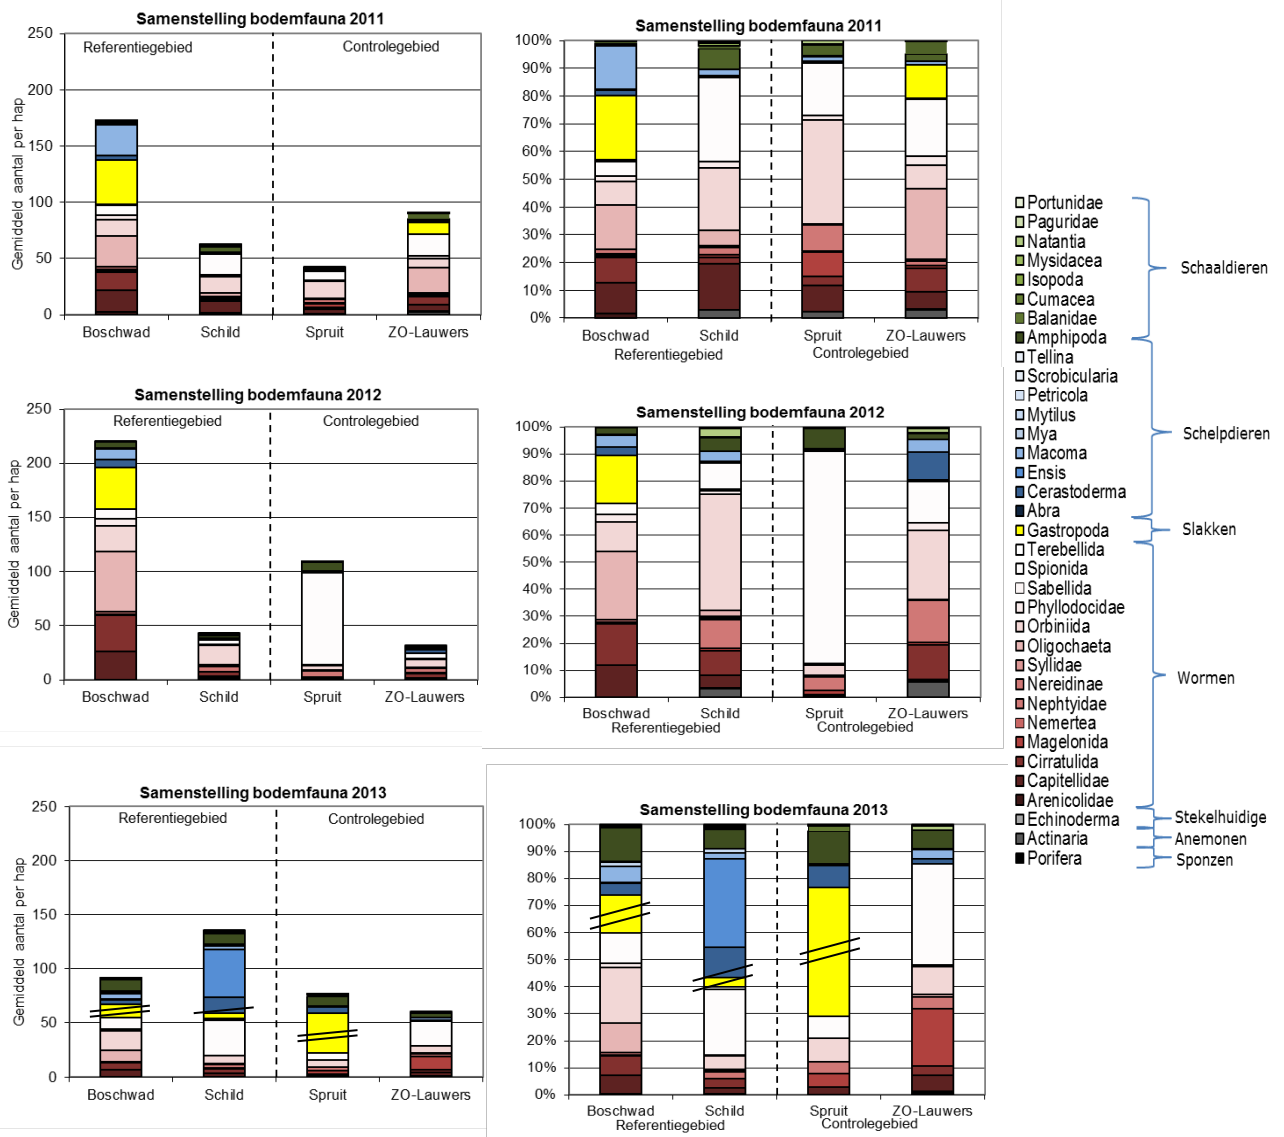 Samenstelling bodemfauna 2011
Gemiddeld aantal per hap
250
200
150
100
50
0
Referentiegebied
Controlegebied
Boschwad
Schild
Spruit
ZO-Lauwers
Samenstelling bodemfauna 2011
100%
90%
80%
70%
60%
50%
40%
30%
20%
10%
0%
Boschwad
Schild
Spruit
ZO-Lauwers
Referentiegebied
Controlegebied
Samenstelling bodemfauna 2012
Gemiddeld aantal per hap
250
200
150
100
50
0
Referentiegebied
Controlegebied
Boschwad
Schild
Spruit
ZO-Lauwers
Samenstelling bodemfauna 2012
100%
90%
80%
70%
60%
50%
40%
30%
20%
10%
0%
Boschwad
Schild
Spruit
ZO-Lauwers
Referentiegebied
Controlegebied
Samenstelling bodemfauna 2013
Gemiddeld aantal per hap
250
200
150
100
50
0
Referentiegebied
Controlegebied
Boschwad
Schild
Spruit
ZO-Lauwers
Samenstelling bodemfauna 2013
100%
90%
80%
70%
60%
50%
40%
30%
20%
10%
0%
Boschwad
Schild
Spruit
ZO-Lauwers
Referentiegebied
Controlegebied
Portunidae
Paguridae
Natantia
Mysidacea
Isopoda
Cumacea
Balanidae
Amphipoda
Tellina
Scrobicularia
Petricola
Mytilus
Mya
Macoma
Ensis
Cerastoderma
Abra
Gastropoda
Terebellida
Spionida
Sabellida
Phyllodocidae
Orbiniida
Oligochaeta
Syllidae
Nereidinae
Nephtyidae
Nemertea
Magelonida
Cirratulida
Capitellidae
Arenicolidae
Echinoderma
Actinaria
Porifera
Schaaldieren
Schelpdieren
Slakken
Wormen
Stekelhuidige
Anemonen
Sponzen